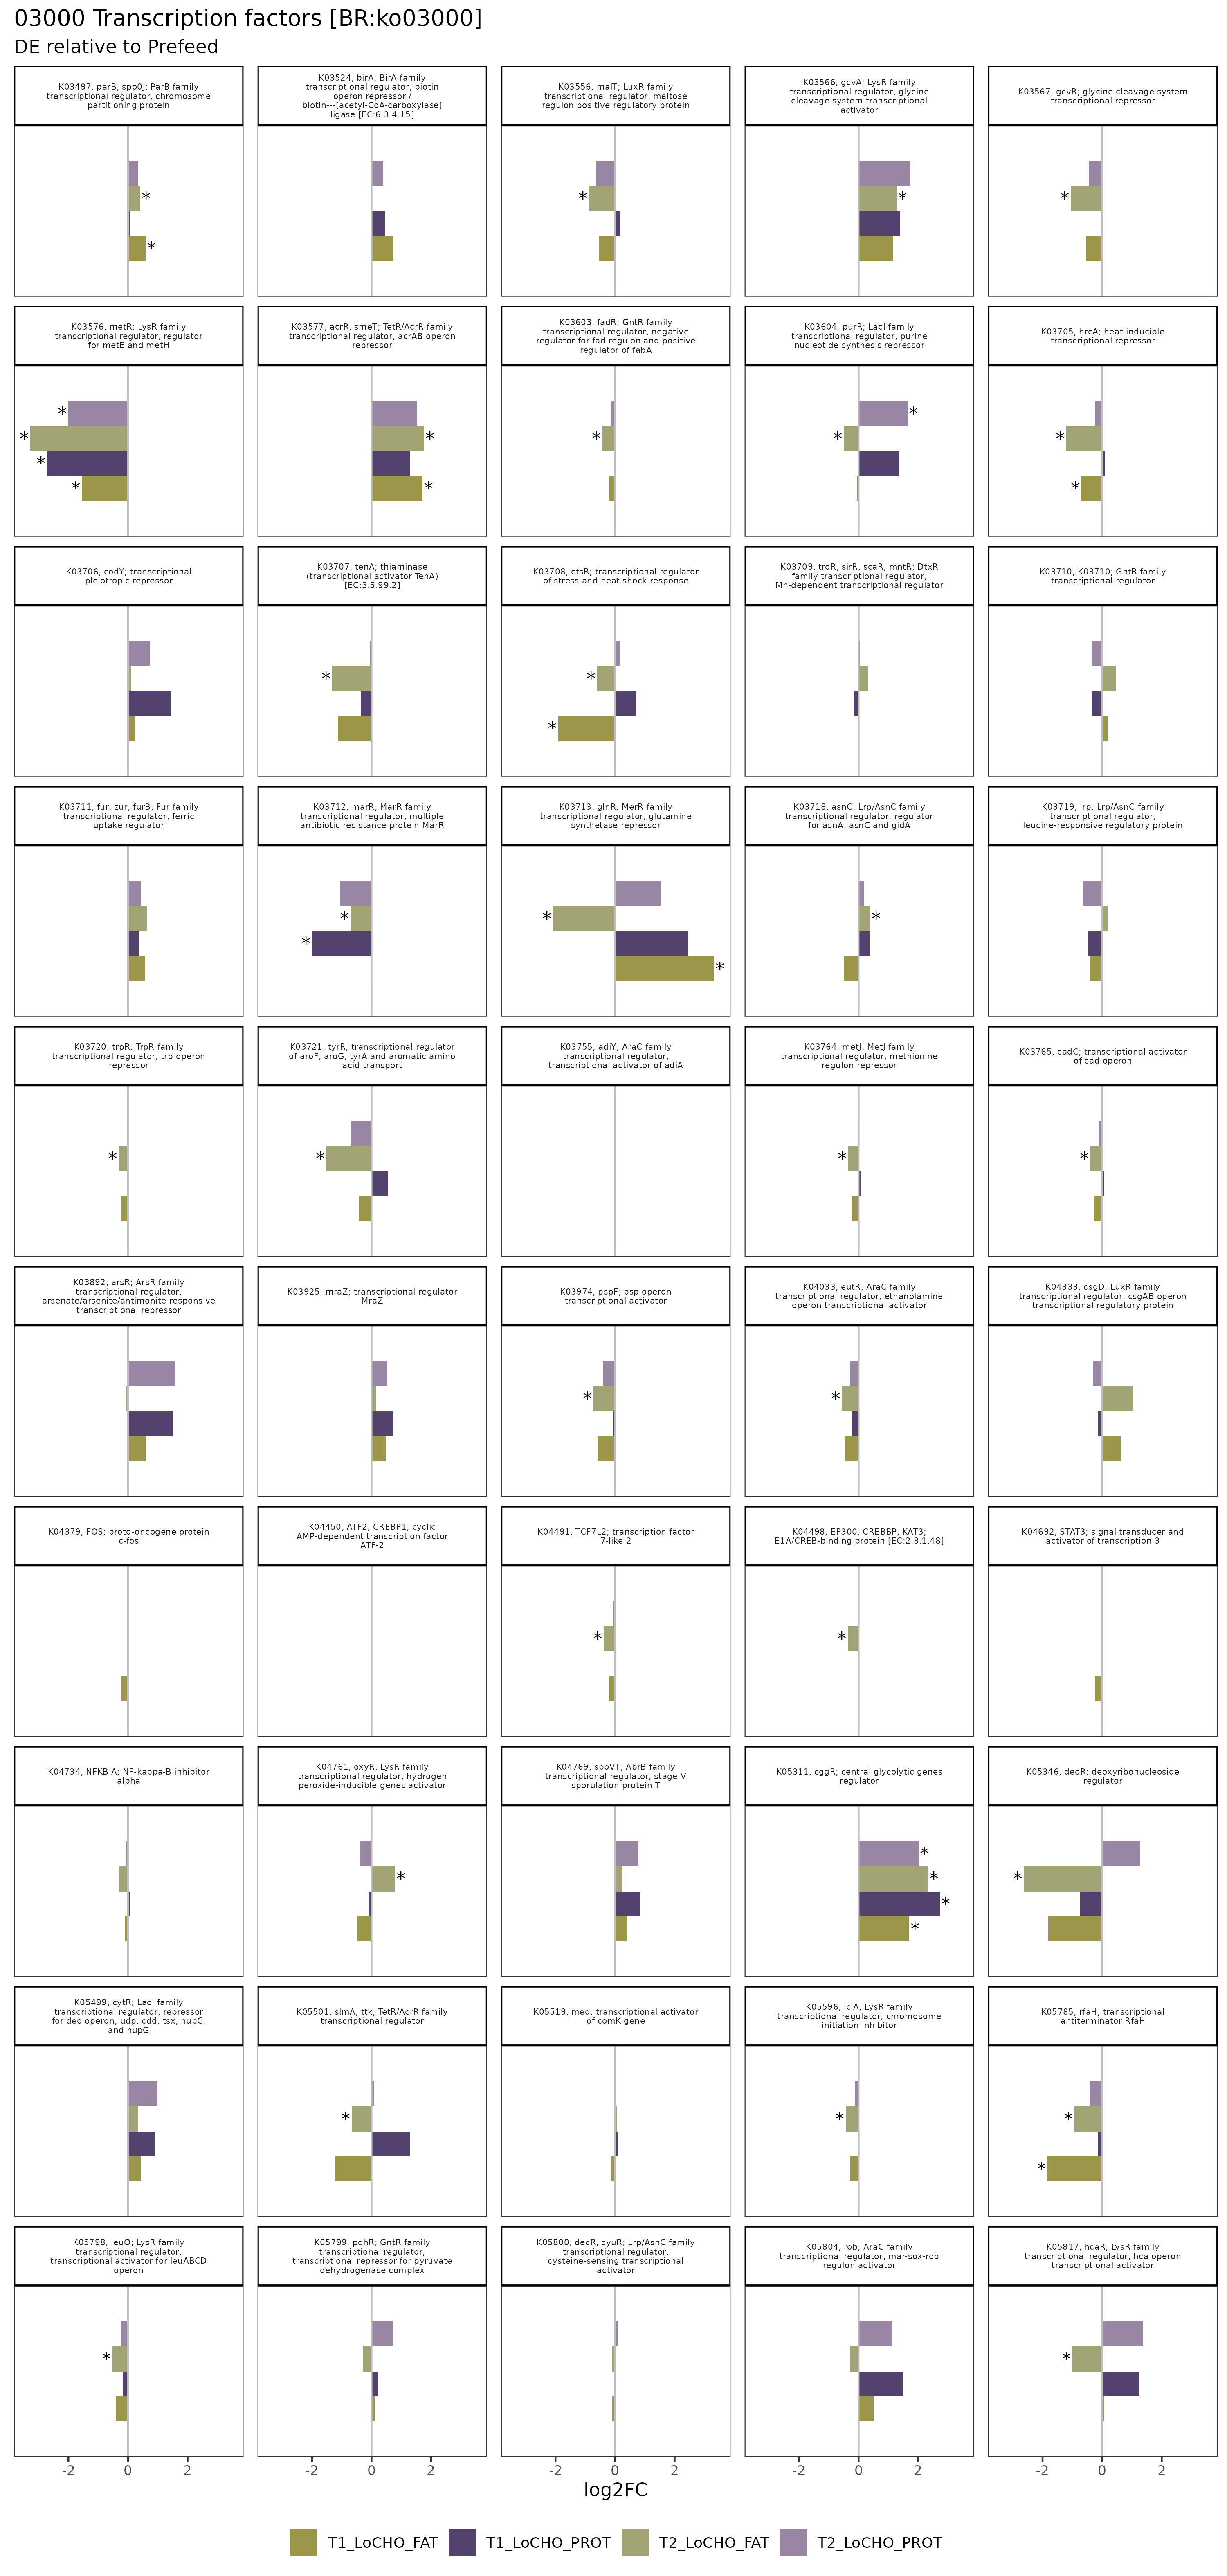 03000 Transcription factors [BR:ko03000]
DE relative to Prefeed
K03497, parB, spo0J; ParB family
transcriptional regulator, chromosome
partitioning protein
K03524, birA; BirA family
transcriptional regulator, biotin
operon repressor /
biotin---[acetyl-CoA-carboxylase]
ligase [EC:6.3.4.15]
K03556, malT; LuxR family
transcriptional regulator, maltose
regulon positive regulatory protein
K03566, gcvA; LysR family
transcriptional regulator, glycine
cleavage system transcriptional
activator
K03567, gcvR; glycine cleavage system
transcriptional repressor
*
*
*
*
*
K03576, metR; LysR family
transcriptional regulator, regulator
for metE and metH
K03577, acrR, smeT; TetR/AcrR family
transcriptional regulator, acrAB operon
repressor
K03603, fadR; GntR family
transcriptional regulator, negative
regulator for fad regulon and positive
regulator of fabA
K03604, purR; LacI family
transcriptional regulator, purine
nucleotide synthesis repressor
K03705, hrcA; heat-inducible
transcriptional repressor
*
*
*
*
*
*
*
*
*
*
*
K03706, codY; transcriptional
pleiotropic repressor
K03707, tenA; thiaminase
(transcriptional activator TenA)
[EC:3.5.99.2]
K03708, ctsR; transcriptional regulator
of stress and heat shock response
K03709, troR, sirR, scaR, mntR; DtxR
family transcriptional regulator,
Mn-dependent transcriptional regulator
K03710, K03710; GntR family
transcriptional regulator
*
*
*
K03711, fur, zur, furB; Fur family
transcriptional regulator, ferric
uptake regulator
K03712, marR; MarR family
transcriptional regulator, multiple
antibiotic resistance protein MarR
K03713, glnR; MerR family
transcriptional regulator, glutamine
synthetase repressor
K03718, asnC; Lrp/AsnC family
transcriptional regulator, regulator
for asnA, asnC and gidA
K03719, lrp; Lrp/AsnC family
transcriptional regulator,
leucine-responsive regulatory protein
*
*
*
*
*
K03720, trpR; TrpR family
transcriptional regulator, trp operon
repressor
K03721, tyrR; transcriptional regulator
of aroF, aroG, tyrA and aromatic amino
acid transport
K03755, adiY; AraC family
transcriptional regulator,
transcriptional activator of adiA
K03764, metJ; MetJ family
transcriptional regulator, methionine
regulon repressor
K03765, cadC; transcriptional activator
of cad operon
*
*
*
*
K03892, arsR; ArsR family
transcriptional regulator,
arsenate/arsenite/antimonite-responsive
transcriptional repressor
K03925, mraZ; transcriptional regulator
MraZ
K03974, pspF; psp operon
transcriptional activator
K04033, eutR; AraC family
transcriptional regulator, ethanolamine
operon transcriptional activator
K04333, csgD; LuxR family
transcriptional regulator, csgAB operon
transcriptional regulatory protein
*
*
K04379, FOS; proto-oncogene protein
c-fos
K04450, ATF2, CREBP1; cyclic
AMP-dependent transcription factor
ATF-2
K04491, TCF7L2; transcription factor
7-like 2
K04498, EP300, CREBBP, KAT3;
E1A/CREB-binding protein [EC:2.3.1.48]
K04692, STAT3; signal transducer and
activator of transcription 3
*
*
K04734, NFKBIA; NF-kappa-B inhibitor
alpha
K04761, oxyR; LysR family
transcriptional regulator, hydrogen
peroxide-inducible genes activator
K04769, spoVT; AbrB family
transcriptional regulator, stage V
sporulation protein T
K05311, cggR; central glycolytic genes
regulator
K05346, deoR; deoxyribonucleoside
regulator
*
*
*
*
*
*
K05499, cytR; LacI family
transcriptional regulator, repressor
for deo operon, udp, cdd, tsx, nupC,
and nupG
K05501, slmA, ttk; TetR/AcrR family
transcriptional regulator
K05519, med; transcriptional activator
of comK gene
K05596, iciA; LysR family
transcriptional regulator, chromosome
initiation inhibitor
K05785, rfaH; transcriptional
antiterminator RfaH
*
*
*
*
K05798, leuO; LysR family
transcriptional regulator,
transcriptional activator for leuABCD
operon
K05799, pdhR; GntR family
transcriptional regulator,
transcriptional repressor for pyruvate
dehydrogenase complex
K05800, decR, cyuR; Lrp/AsnC family
transcriptional regulator,
cysteine-sensing transcriptional
activator
K05804, rob; AraC family
transcriptional regulator, mar-sox-rob
regulon activator
K05817, hcaR; LysR family
transcriptional regulator, hca operon
transcriptional activator
*
*
-2 0 2 -2 0 2 -2 0 2 -2 0 2 -2 0 2
log2FC
T1_LoCHO_FAT T1_LoCHO_PROT T2_LoCHO_FAT T2_LoCHO_PROT